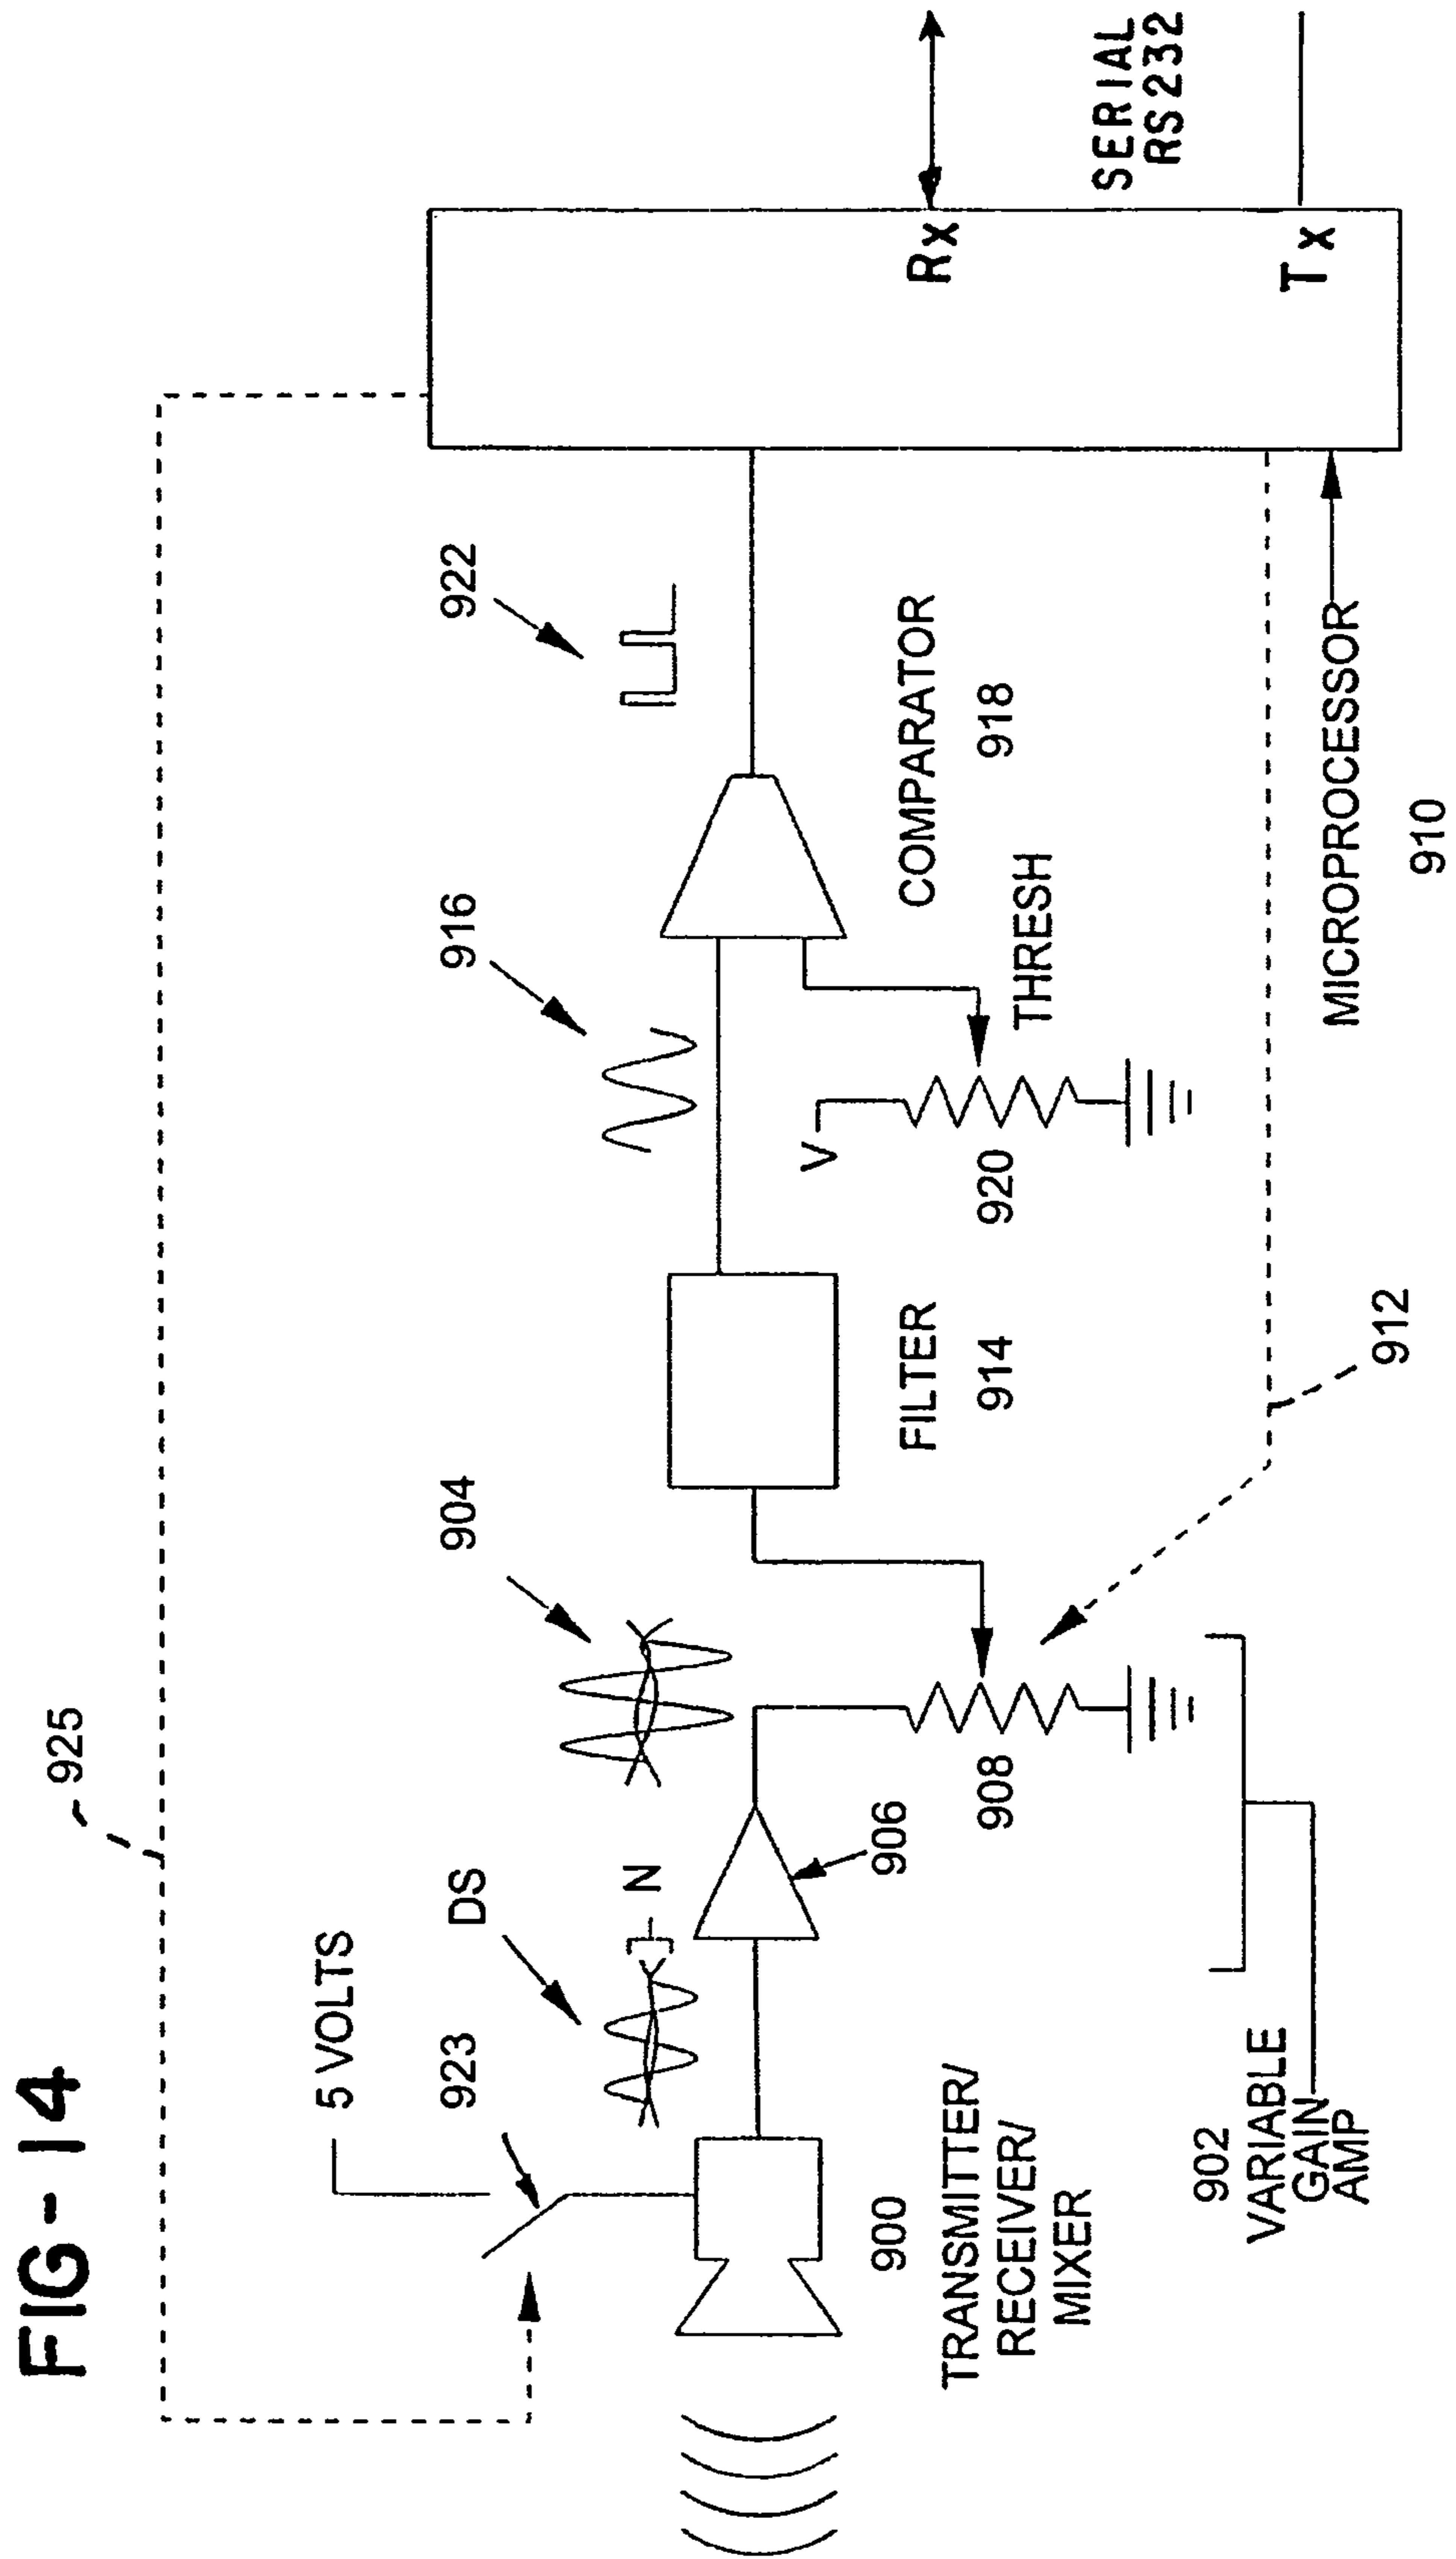 FIG-14
925
5 VOLTS
923
DS
N
904
916
922
906
908
900
TRANSMITTER/
RECEIVER/
MIXER
902
VARIABLE
GAIN
AMP
FILTER
914
V
920
THRESH
COMPARATOR
918
912
MICROPROCESSOR
910
Rx
Tx
SERIAL
RS232